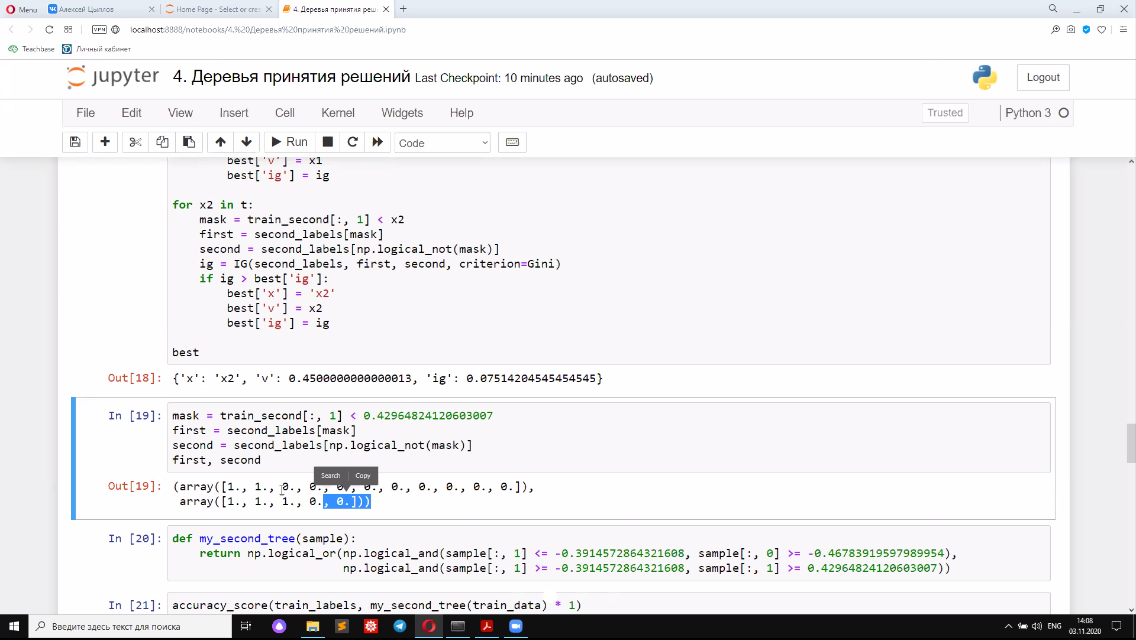 Menu
Алексей Цыплов
Home Page - Select or cre
4. Деревья принятия реш
VPN
localhost:8888/notebooks/4.%20Деревья%20принятия%20решений.ipynb
Teachbase
Личный кабинет
jupyter 4. Деревья принятия решений Last Checkpoint: 10 minutes ago (autosaved)
Logout
File Edit View Insert Cell Kernel Widgets Help
Trusted
Python 3
Run
Code
best['v'] = x1
best['ig'] = ig
for x2 in t:
mask = train_second[:, 1] < x2
first = second_labels[mask]
second = second_labels[np.logical_not(mask)]
ig = IG(second_labels, first, second, criterion=Gini)
if ig > best['ig']:
best['x'] = 'x2'
best['v'] = x2
best['ig'] = ig
best
Out[18]: {'x': 'x2', 'v': 0.4500000000000013, 'ig': 0.07514204545454545}
In [19]: mask = train_second[:, 1] < 0.42964824120603007
first = second_labels[mask]
second = second_labels[np.logical_not(mask)]
first, second
Search Copy
Out[19]: (array([1., 1., 0., 0., 0., 0., 0., 0., 0., 0., 0.]),
array([1., 1., 1., 0., 0.]))
In [20]: def my_second_tree(sample):
return np.logical_or(np.logical_and(sample[:, 1] <= -0.3914572864321608, sample[:, 0] >= -0.46783919597989954),
np.logical_and(sample[:, 1] >= -0.3914572864321608, sample[:, 1] >= 0.42964824120603007))
In [21]: accuracy_score(train_labels, my_second_tree(train_data) * 1)
Введите здесь текст для поиска
ENG
14:08
03.11.2020